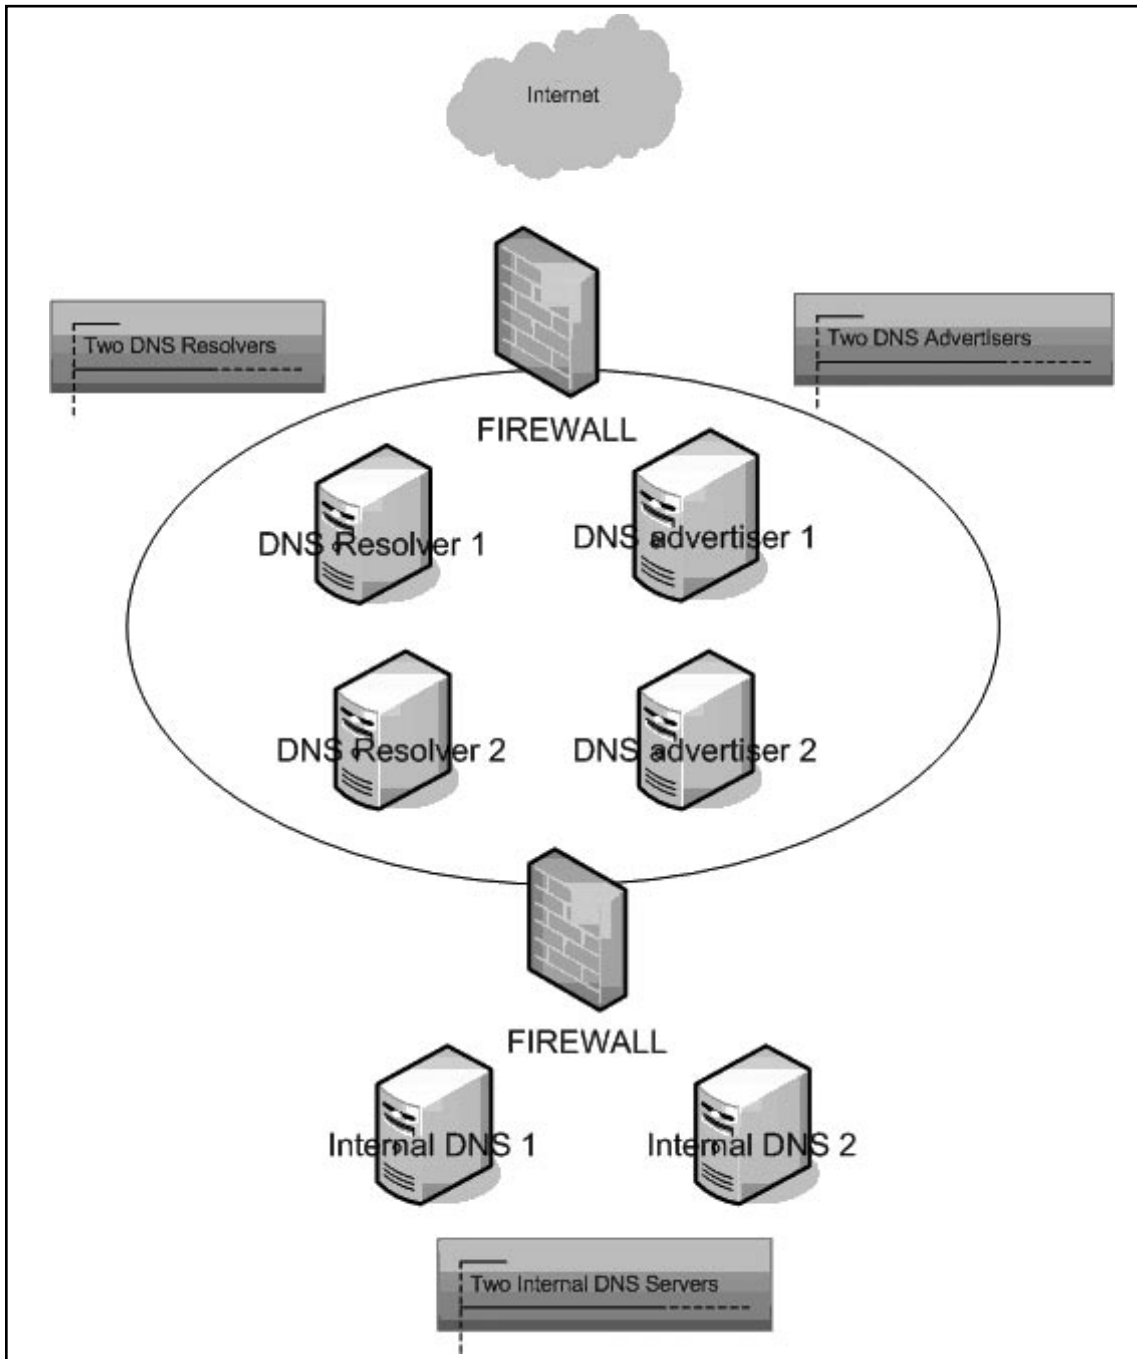 Internet
Two DNS Resolvers
Two DNS Advertisers
FIREWALL
DNS Resolver 1
DNS advertiser 1
DNS Resolver 2
DNS advertiser 2
FIREWALL
Internal DNS 1
Internal DNS 2
Two Internal DNS Servers